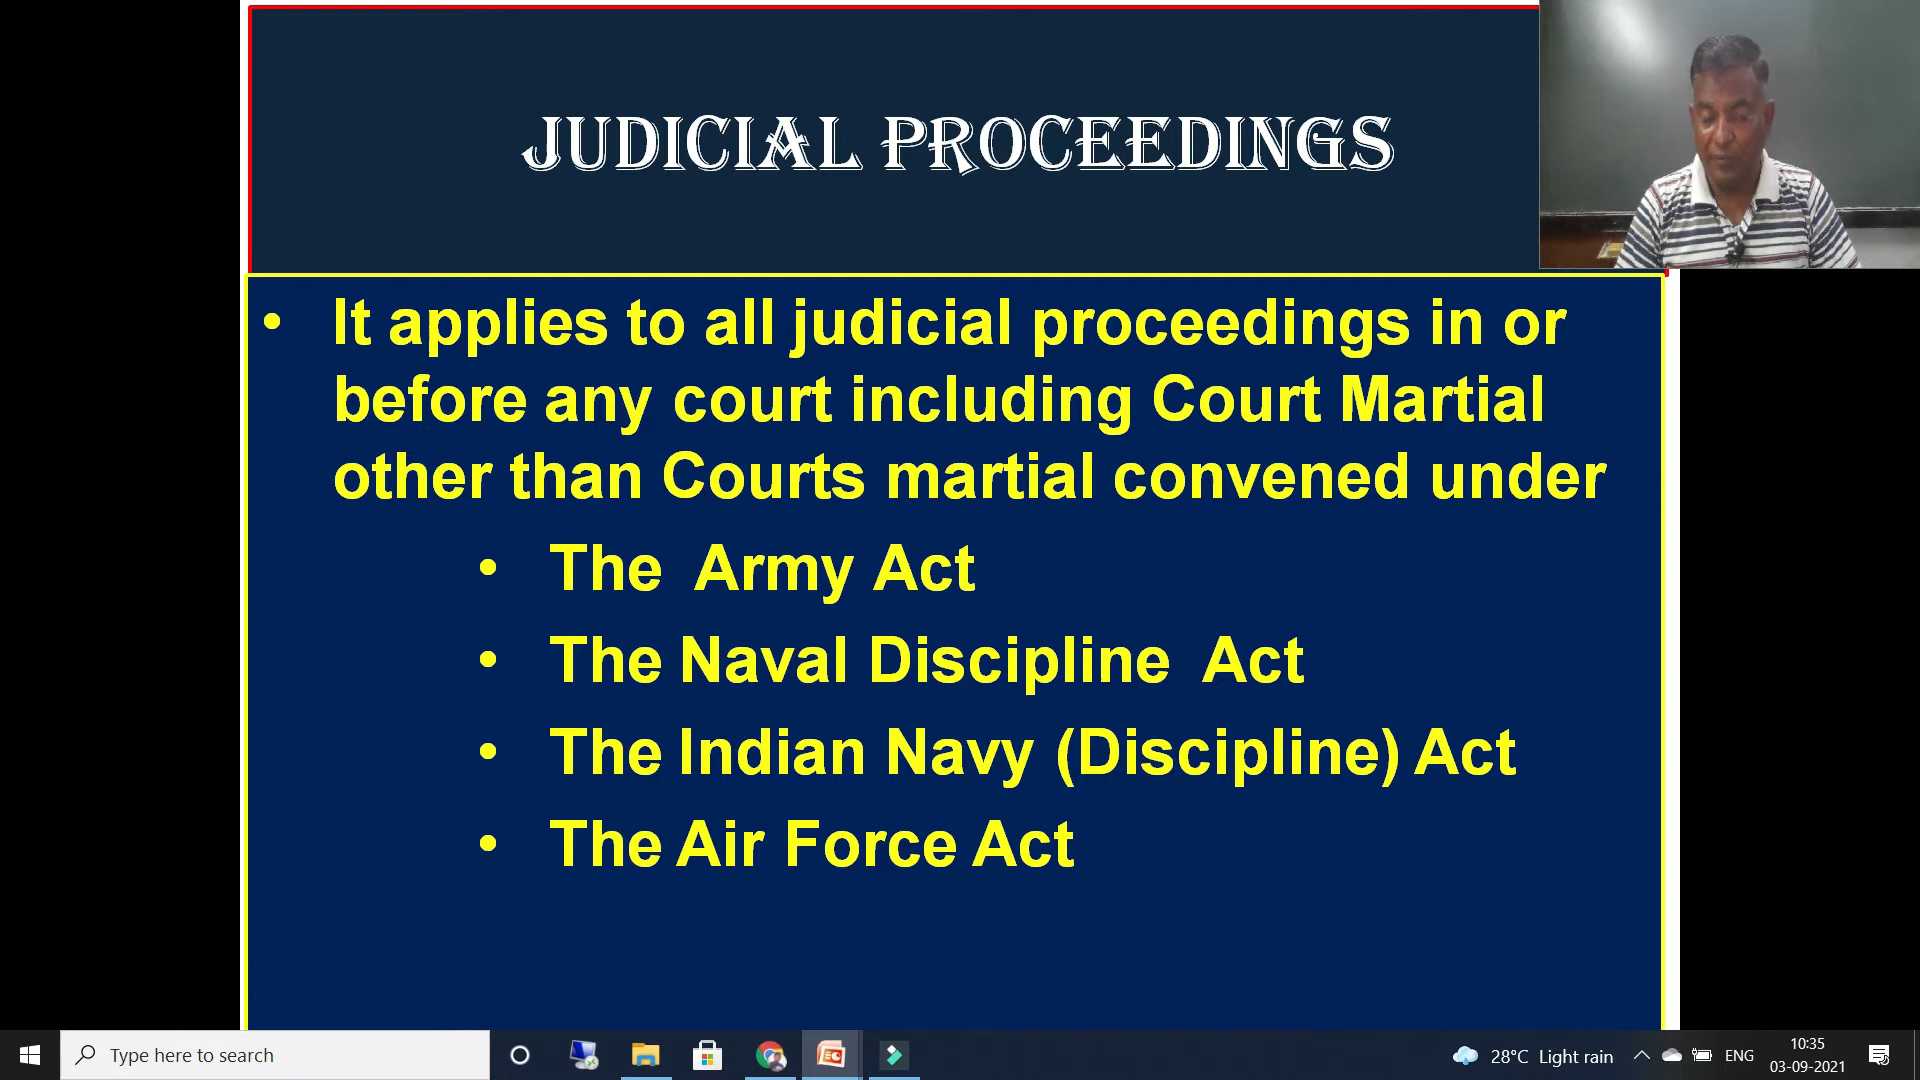 JUDICIAL PROCEEDINGS
• It applies to all judicial proceedings in or
before any court including Court Martial
other than Courts martial convened under
• The Army Act
• The Naval Discipline Act
• The Indian Navy (Discipline) Act
• The Air Force Act
Type here to search
28°C Light rain
ENG
10:35
03-09-2021